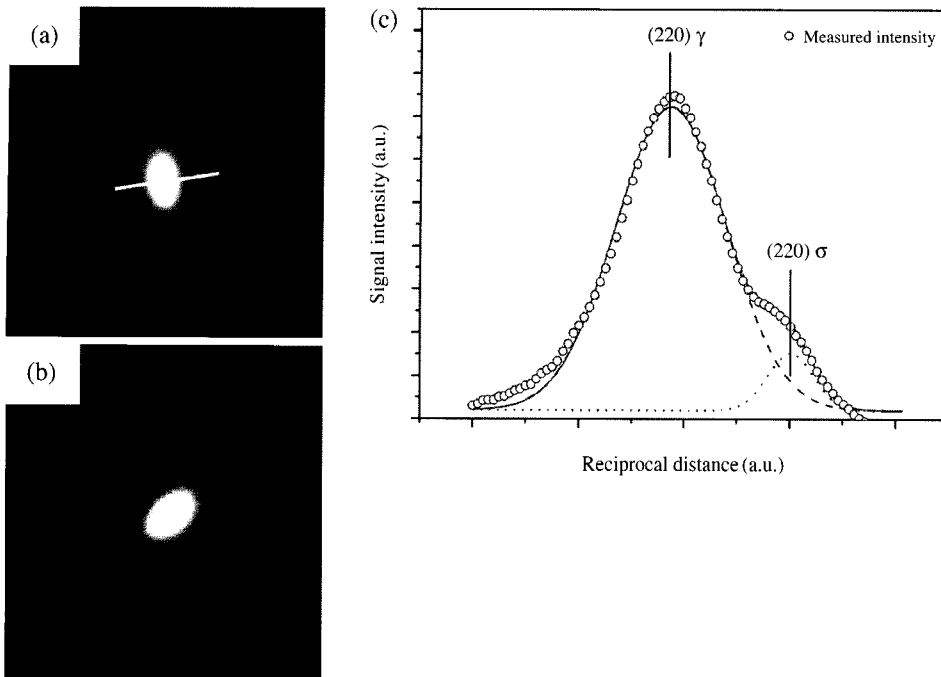 (a)
(b)
(c)
(220) γ
Measured intensity
(220) σ
Signal intensity (a.u.)
Reciprocal distance (a.u.)